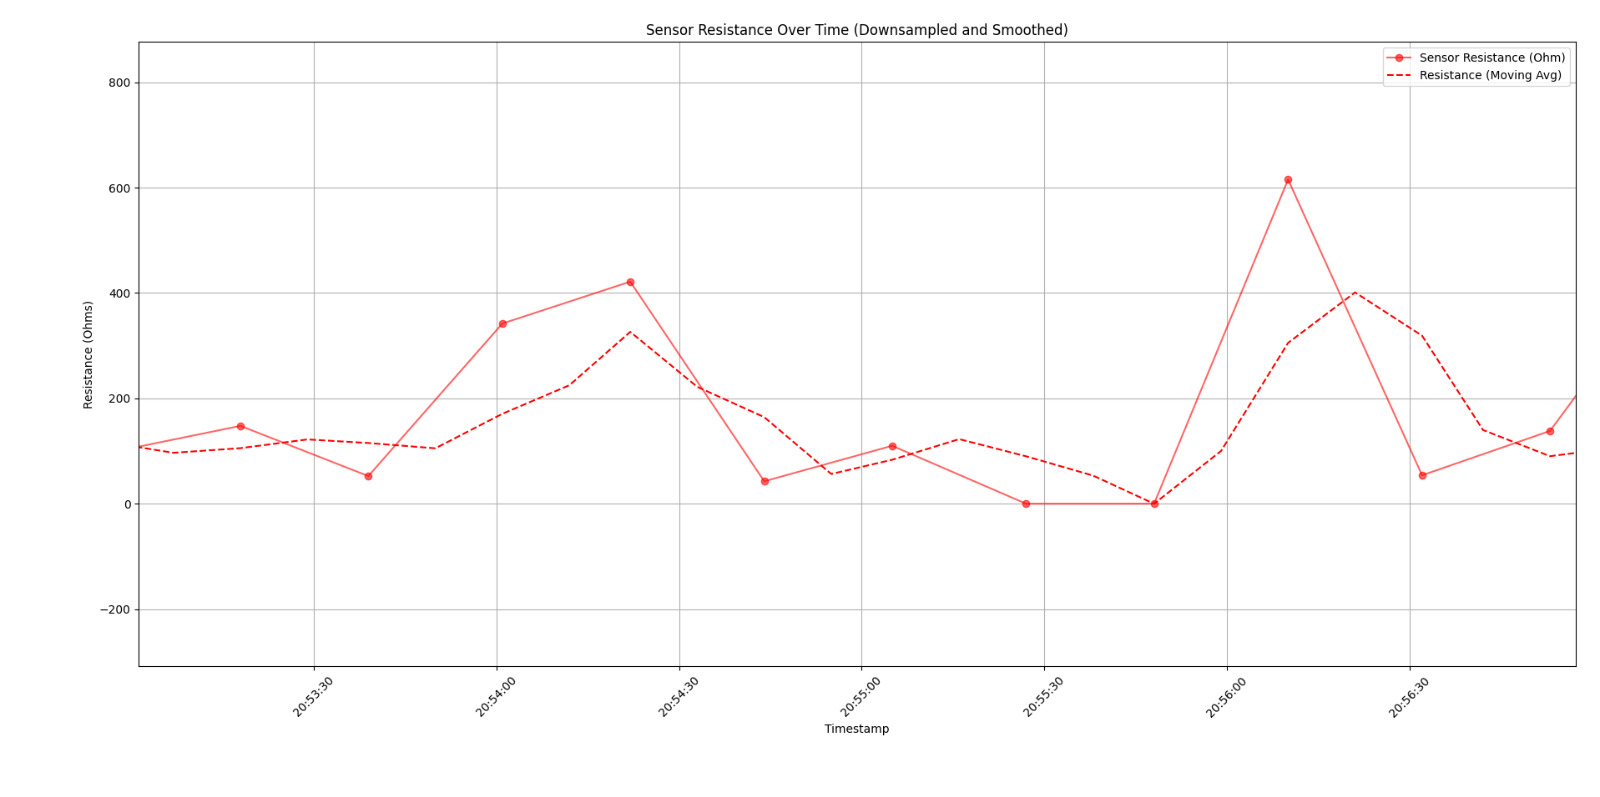 Sensor Resistance Over Time (Downsampled and Smoothed)
Sensor Resistance (Ohm)
Resistance (Moving Avg)
800
600
400
200
0
−200
Resistance (Ohms)
20:53:30
20:54:00
20:54:30
20:55:00
20:55:30
20:56:00
20:56:30
Timestamp